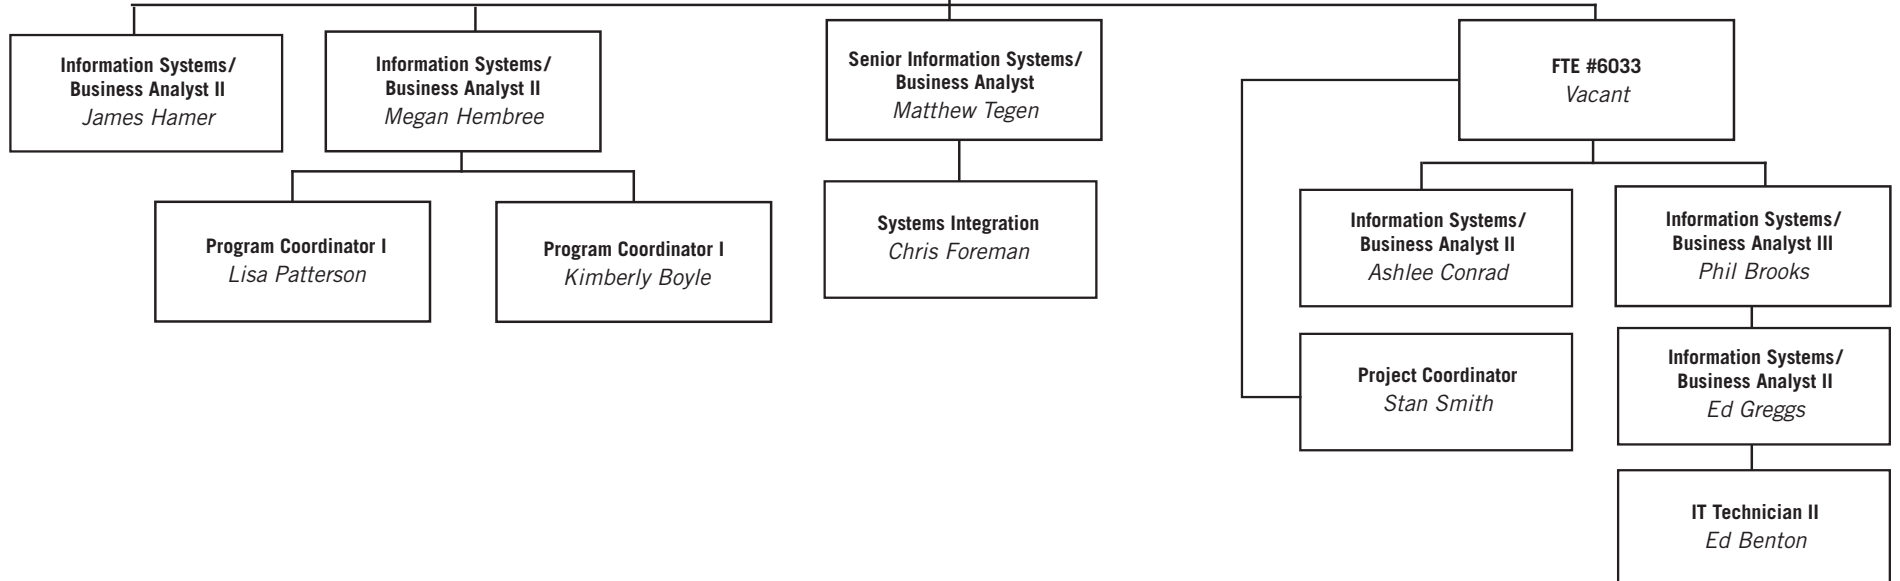 Information Systems/
Business Analyst II
James Hamer
Information Systems/
Business Analyst II
Megan Hembree
Senior Information Systems/
Business Analyst
Matthew Tegen
FTE #6033
Vacant
Program Coordinator I
Lisa Patterson
Program Coordinator I
Kimberly Boyle
Systems Integration
Chris Foreman
Information Systems/
Business Analyst II
Ashlee Conrad
Information Systems/
Business Analyst III
Phil Brooks
Project Coordinator
Stan Smith
Information Systems/
Business Analyst II
Ed Greggs
IT Technician II
Ed Benton